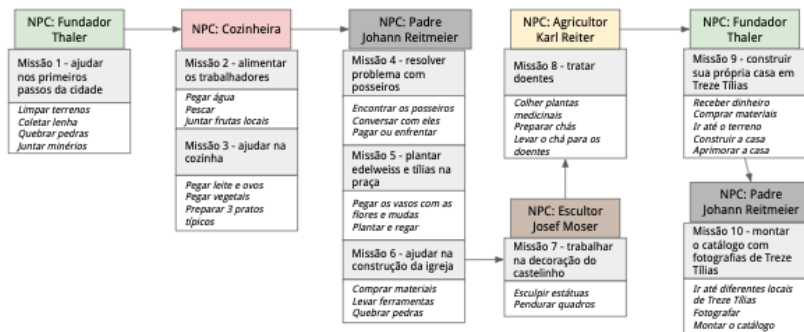 NPC: Fundador
Thaler
Missão 1 - ajudar
nos primeiros
passos da cidade
Limpar terrenos
Coletar lenha
Quebrar pedras
Juntar minérios
NPC: Cozinheira
Missão 2 - alimentar
os trabalhadores
Pegar água
Pescar
Juntar frutas locais
Missão 3 - ajudar na
cozinha
Pegar leite e ovos
Pegar vegetais
Preparar 3 pratos
típicos
NPC: Padre
Johann Reitmeier
Missão 4 - resolver
problema com
posseiros
Encontrar os posseiros
Conversar com eles
Pagar ou enfrentar
Missão 5 - plantar
edelweiss e tílias na
praça
Pegar os vasos com as
flores e mudas
Plantar e regar
Missão 6 - ajudar na
construção da igreja
Comprar materiais
Levar ferramentas
Quebrar pedras
NPC: Escultor
Josef Moser
Missão 7 - trabalhar
na decoração do
castelinho
Esculpir estátuas
Pendurar quadros
NPC: Agricultor
Karl Reiter
Missão 8 - tratar
doentes
Colher plantas
medicinais
Preparar chás
Levar o chá para os
doentes
NPC: Fundador
Thaler
Missão 9 - construir
sua própria casa em
Treze Tílias
Receber dinheiro
Comprar materiais
Ir até o terreno
Construir a casa
Aprimorar a casa
NPC: Padre
Johann Reitmeier
Missão 10 - montar
o catálogo com
fotografias de Treze
Tílias
Ir até diferentes locais
de Treze Tílias
Fotografar
Montar o catálogo